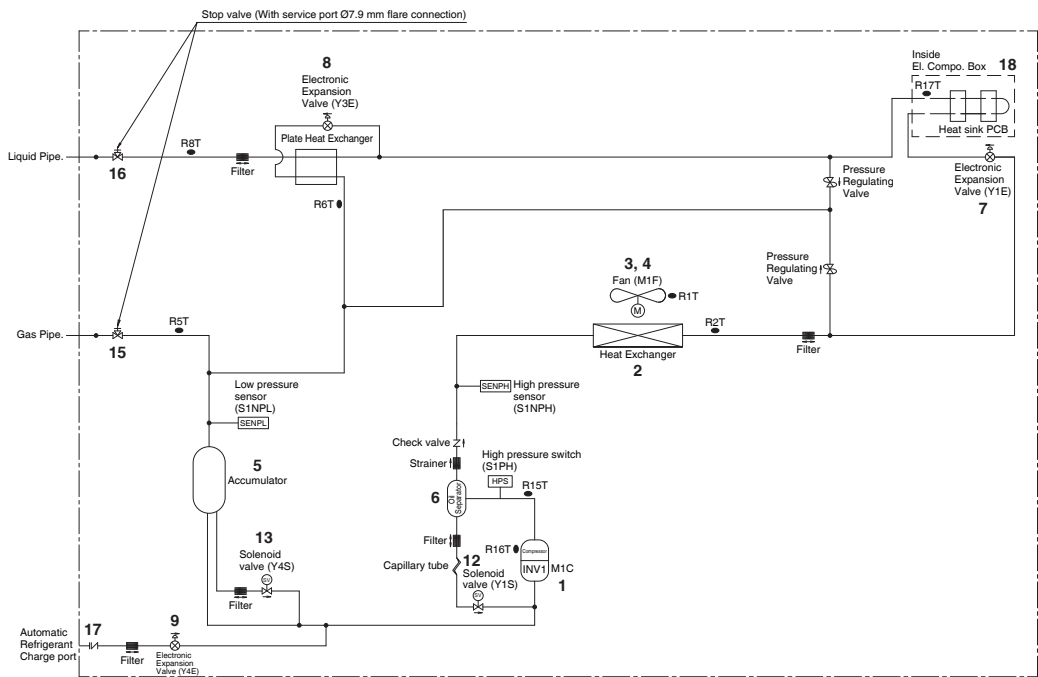 Stop valve (With service port Ø7.9 mm flare connection)
8
Electronic
Expansion
Valve (Y3E)
Plate Heat Exchanger
Inside
El. Compo. Box
18
R17T
Heat sink PCB
Liquid Pipe.
16
R8T
Filter
R6T
Pressure
Regulating
Valve
Electronic
Expansion
Valve (Y1E)
7
Pressure
Regulating
Valve
3, 4
Fan (M1F)
M
R1T
Gas Pipe.
15
R5T
R2T
Filter
Heat Exchanger
2
Low pressure
sensor
(S1NPL)
SENPL
SENPH
High pressure
sensor
(S1NPH)
Check valve
Strainer
High pressure switch
(S1PH)
HPS
R15T
5
Accumulator
6
Oil
Separator
Filter
Capillary tube
R16T
Compressor
INV1
M1C
1
13
Solenoid
valve (Y4S)
SV
Filter
12
Solenoid
valve (Y1S)
SV
Automatic
Refrigerant
Charge port
17
Filter
9
Electronic
Expansion
Valve (Y4E)